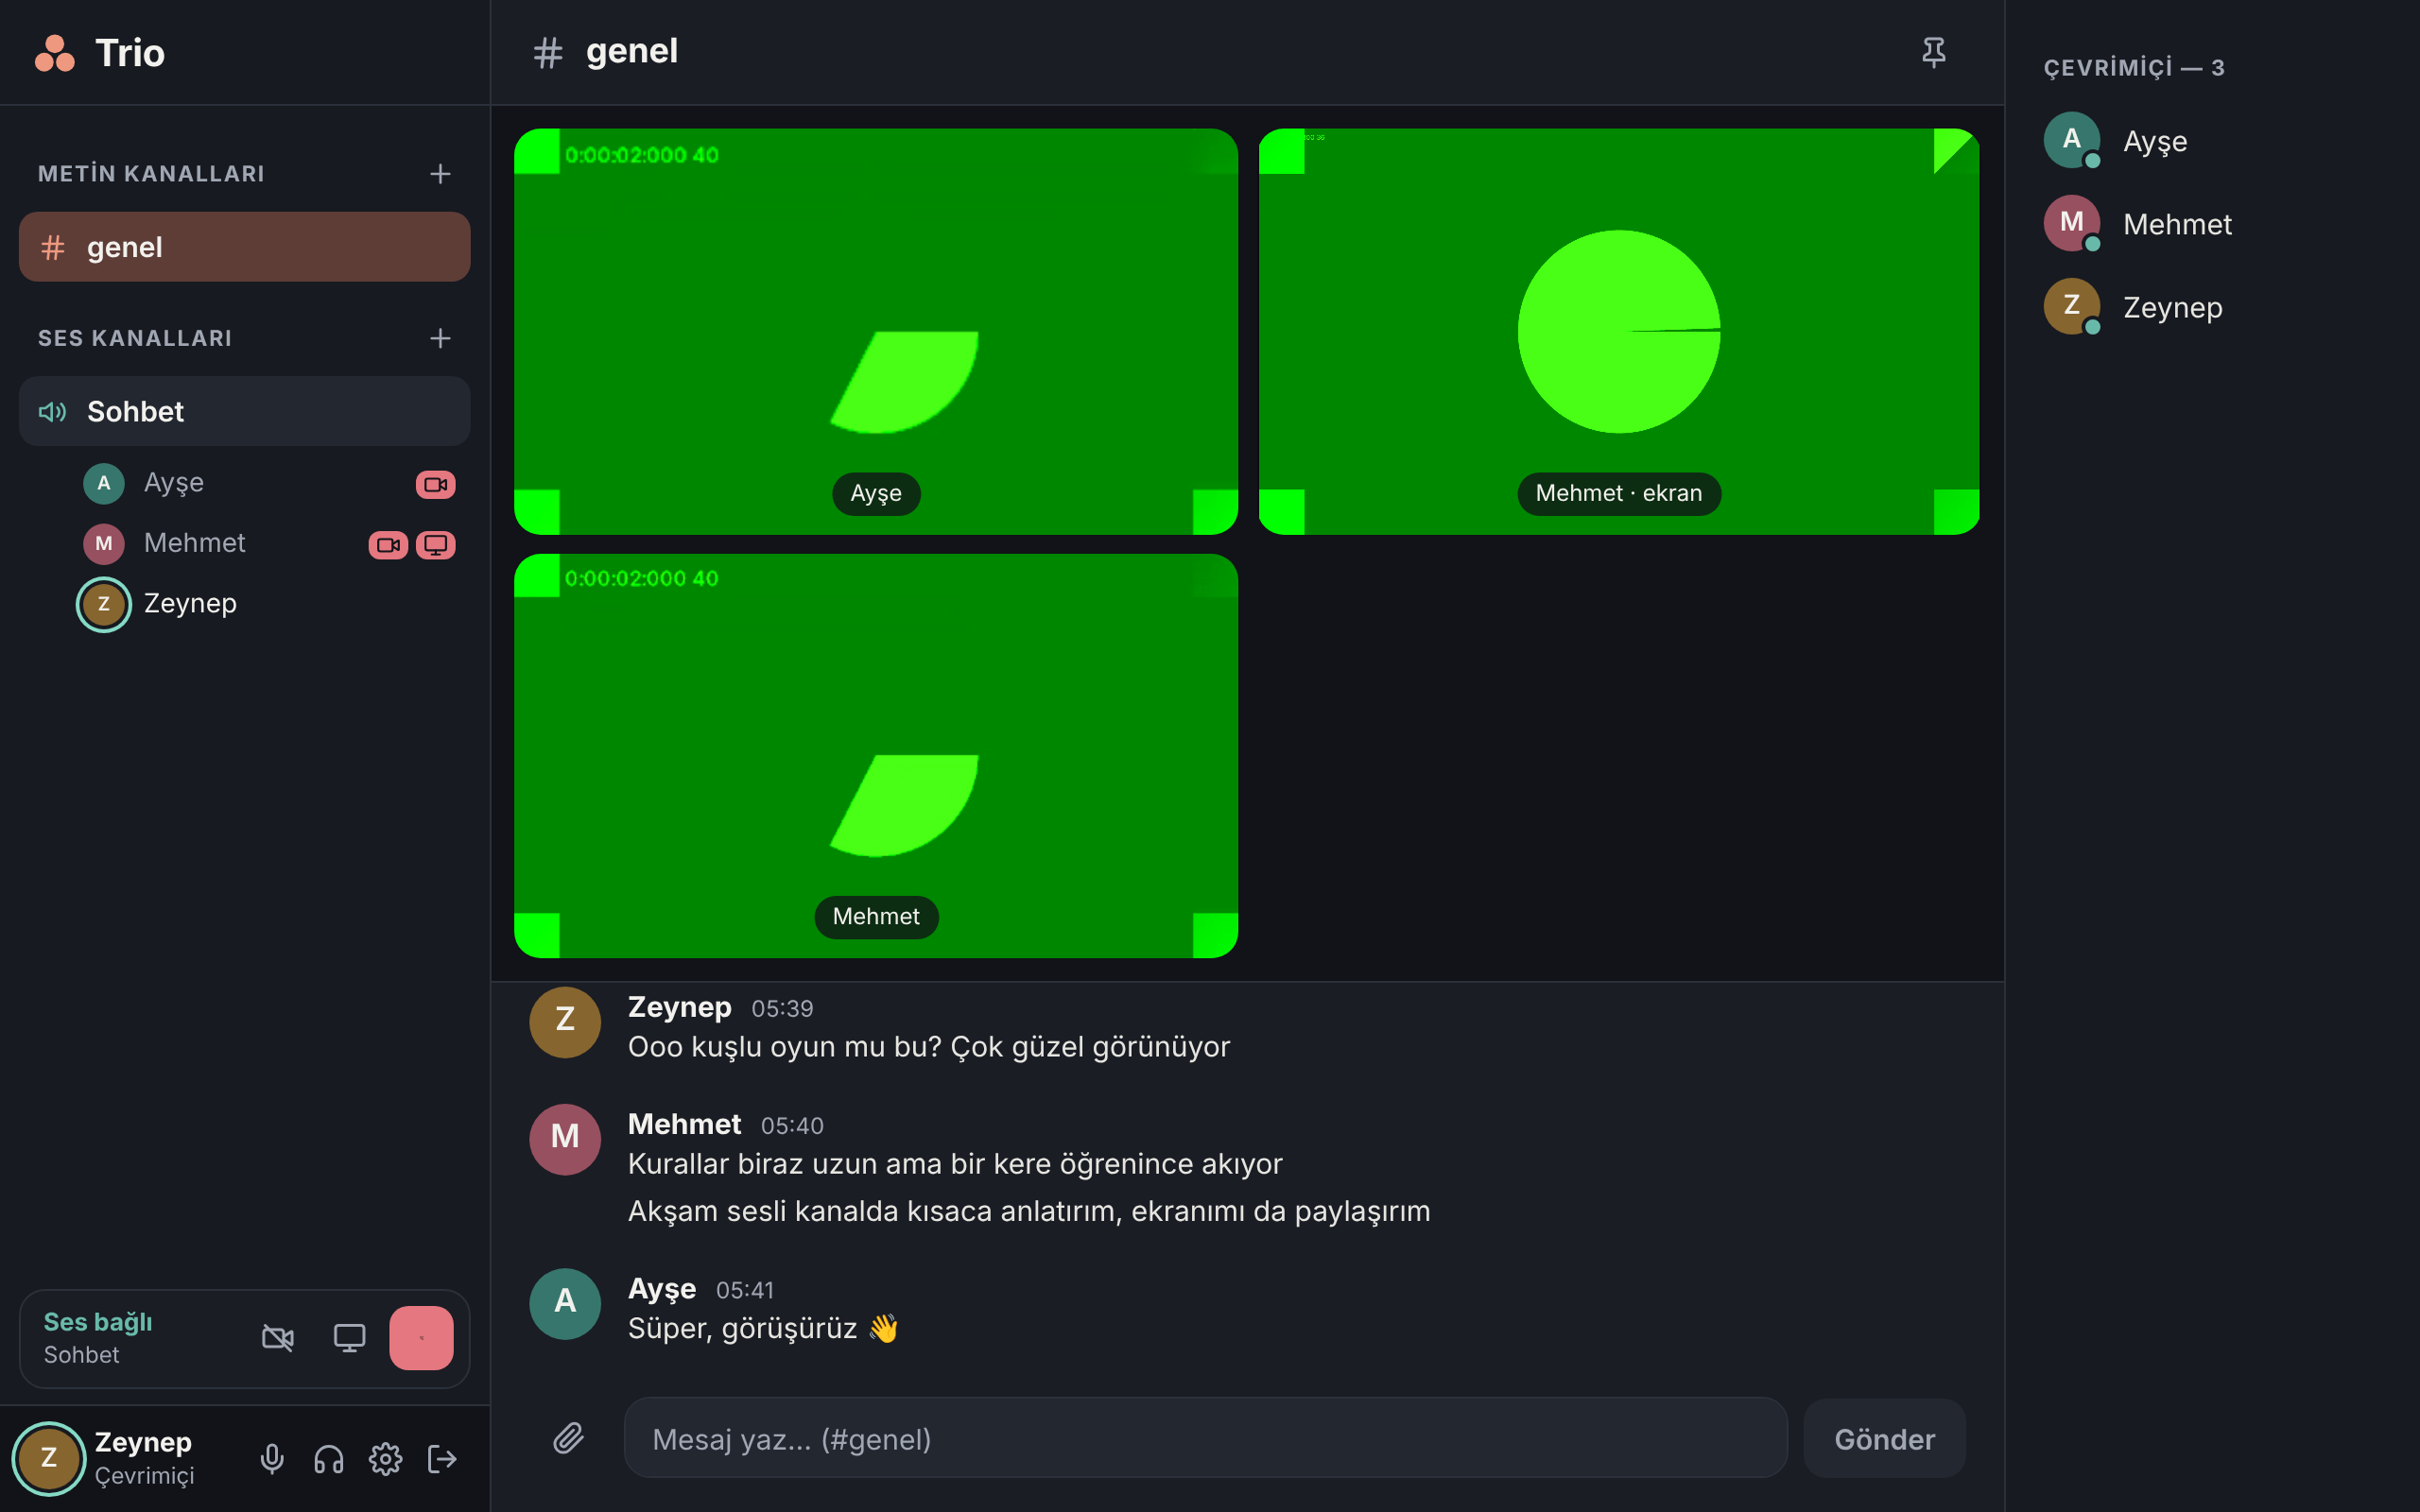 Trio
METİN KANALLARI
genel
SES KANALLARI
Sohbet
A Ayşe
M Mehmet
Z Zeynep
Ses bağlı
Sohbet
Z Zeynep
Çevrimiçi
# genel
0:00:02:000 40
Ayşe
Mehmet · ekran
0:00:02:000 40
Mehmet
Z
Zeynep 05:39
Ooo kuşlu oyun mu bu? Çok güzel görünüyor
M
Mehmet 05:40
Kurallar biraz uzun ama bir kere öğrenince akıyor
Akşam sesli kanalda kısaca anlatırım, ekranımı da paylaşırım
A
Ayşe 05:41
Süper, görüşürüz 👋
Mesaj yaz... (#genel)
Gönder
ÇEVRİMİÇİ — 3
A Ayşe
M Mehmet
Z Zeynep